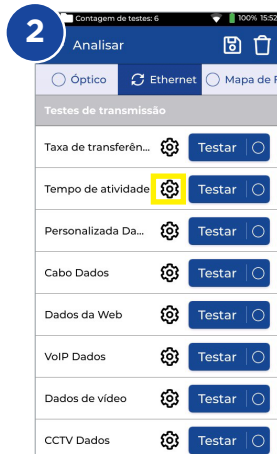 2
Contagem de testes: 6 100% 15:52
Analisar
Óptico Ethernet Mapa de F
Testes de transmissão
Taxa de transferên... Testar
Tempo de atividade Testar
Personalizada Da... Testar
Cabo Dados Testar
Dados da Web Testar
VoIP Dados Testar
Dados de vídeo Testar
CCTV Dados Testar